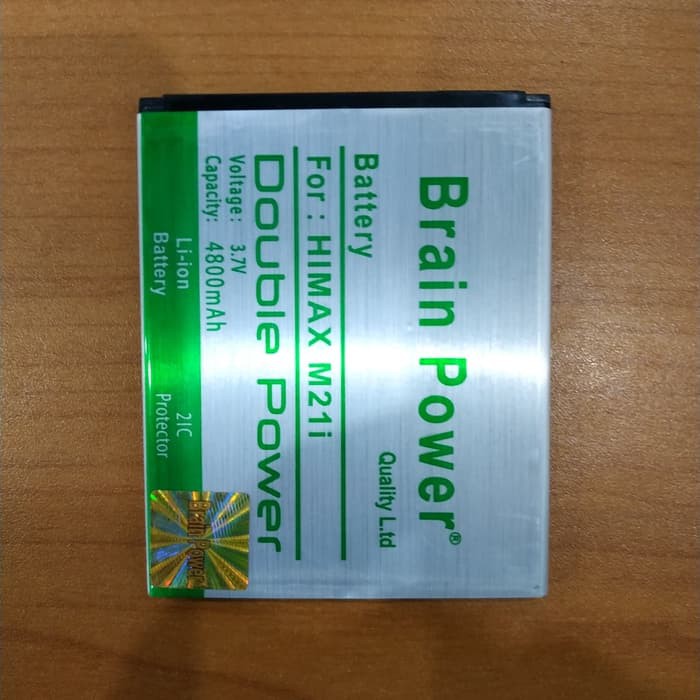 Brain Power®
Quality L.td
Battery
For : HIMAX M21i
Double Power
Voltage: 3.7V
Capacity: 4800mAh
Li-ion
Battery
2IC
Protector
Brain Power